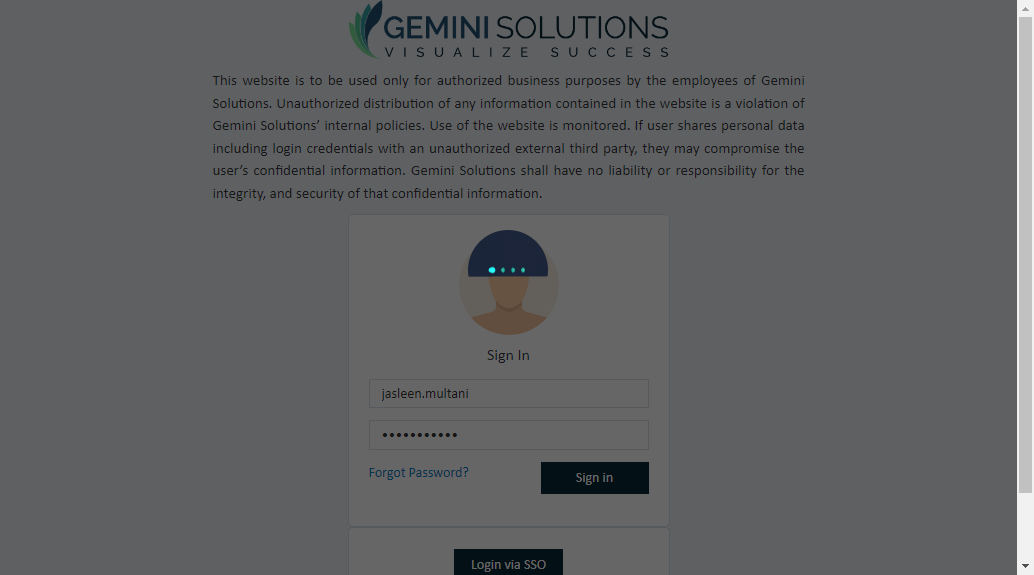 GEMINI SOLUTIONS
VISUALIZE SUCCESS
This website is to be used only for authorized business purposes by the employees of Gemini
Solutions. Unauthorized distribution of any information contained in the website is a violation of
Gemini Solutions’ internal policies. Use of the website is monitored. If user shares personal data
including login credentials with an unauthorized external third party, they may compromise the
user’s confidential information. Gemini Solutions shall have no liability or responsibility for the
integrity, and security of that confidential information.
Sign In
jasleen.multani
•••••••••••
Forgot Password?
Sign in
Login via SSO